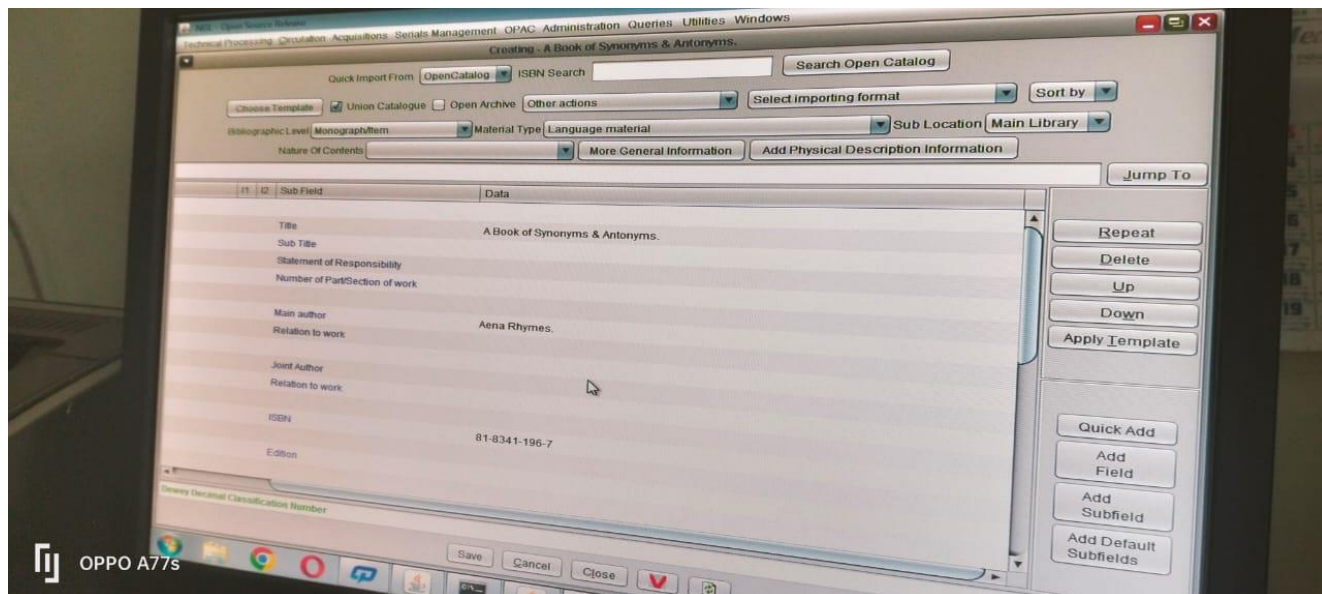 NGL - Open Source Release
Technical Processing Circulation Acquisitions Serials Management OPAC Administration Queries Utilities Windows
Creating - A Book of Synonyms & Antonyms.
Quick Import From OpenCatalog ISBN Search Search Open Catalog
Choose Template Union Catalogue Open Archive Other actions Select importing format Sort by
Bibliographic Level Monograph/Item Material Type Language material Sub Location Main Library
Nature Of Contents More General Information Add Physical Description Information
Jump To
I1 I2 Sub Field Data
Title A Book of Synonyms & Antonyms.
Sub Title
Statement of Responsibility
Number of Part/Section of work
Main author Aena Rhymes.
Relation to work
Joint Author
Relation to work
ISBN 81-8341-196-7
Edition
Repeat
Delete
Up
Down
Apply Template
Quick Add
Add
Field
Add
Subfield
Add Default
Subfields
Dewey Decimal Classification Number
Save Cancel Close
OPPO A77s
5
6
17
18
19